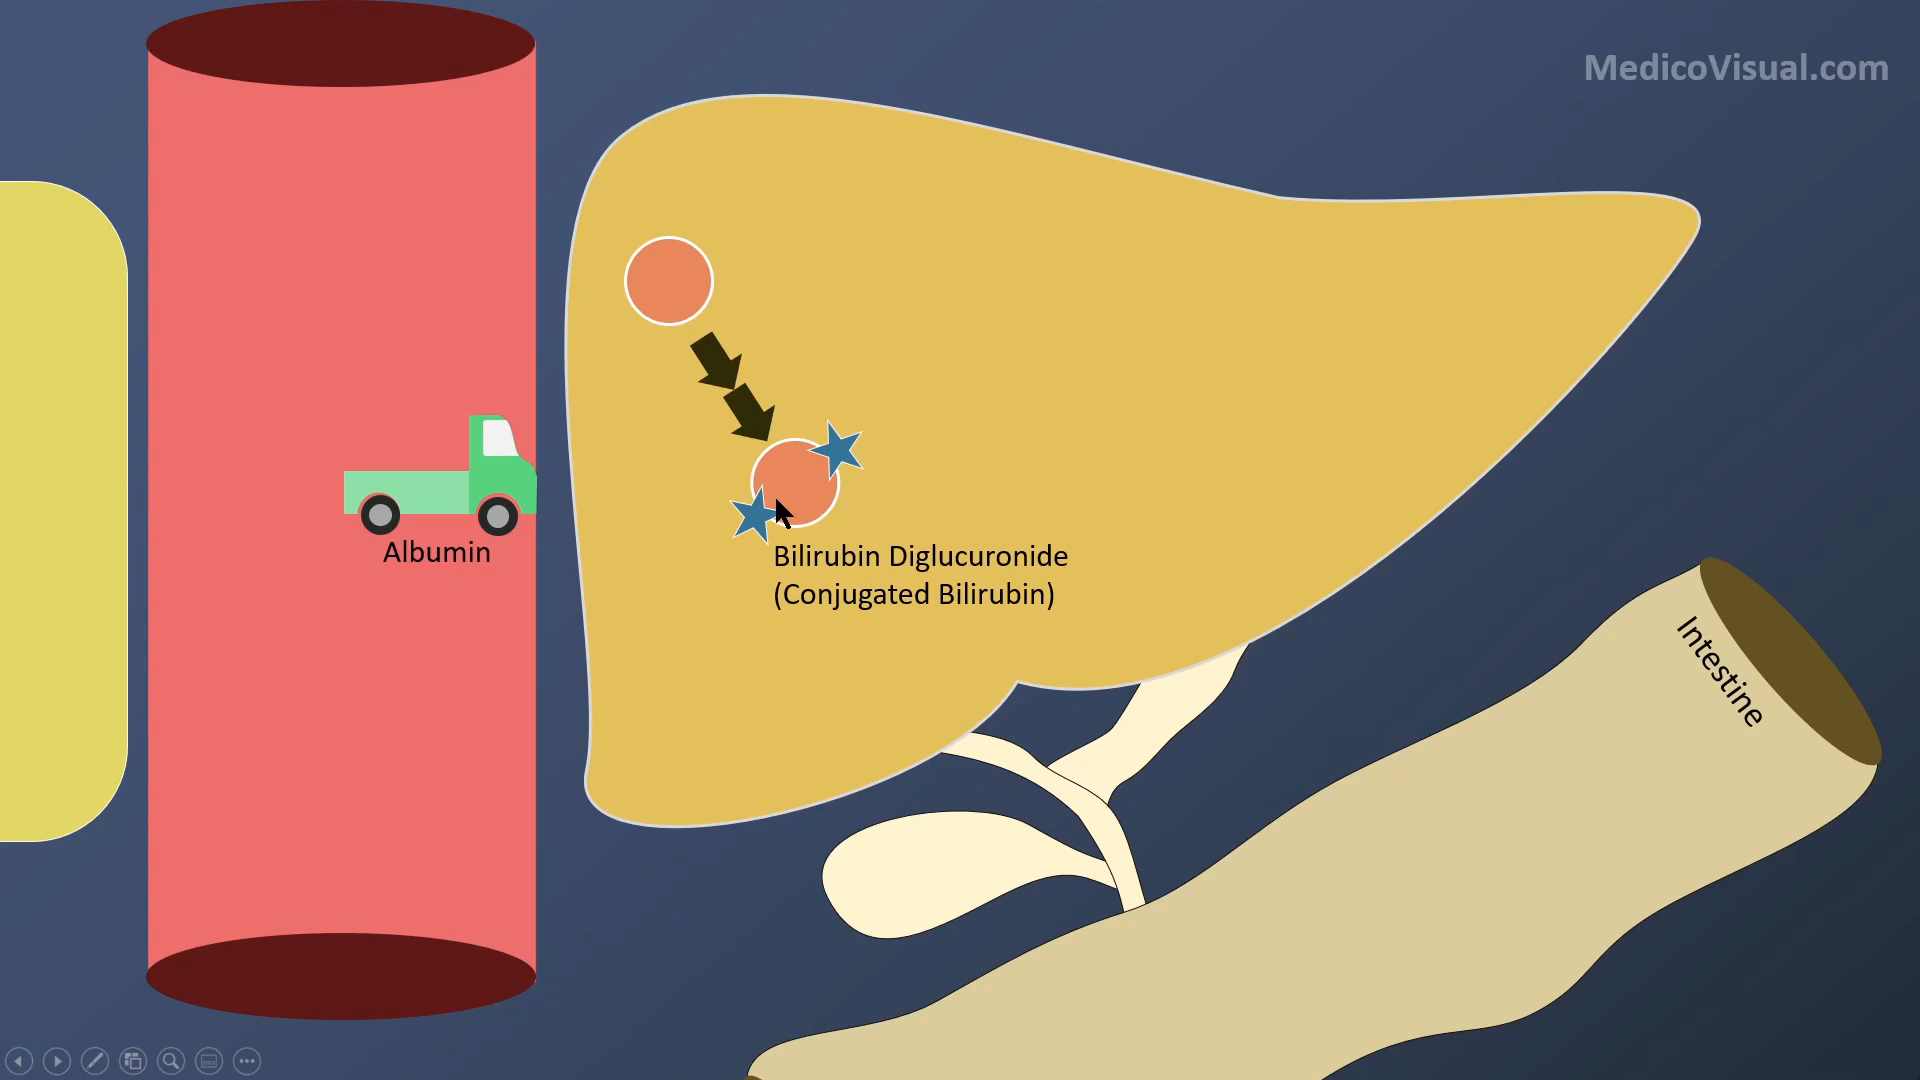 MedicoVisual.com
Albumin
Bilirubin Diglucuronide
(Conjugated Bilirubin)
Intestine